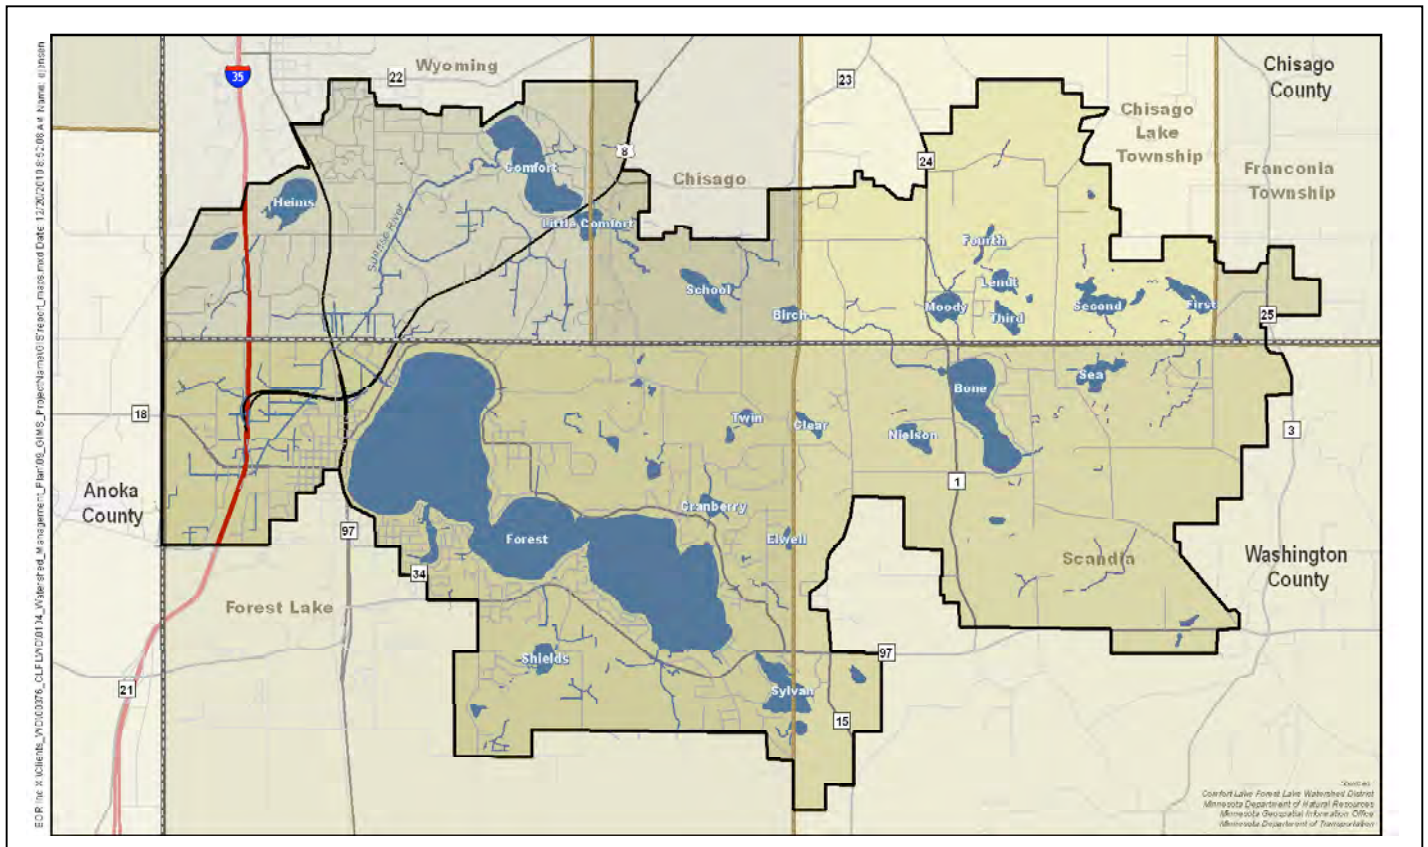 Wyoming
22
35
23
Chisago
County
Chisago
Lake
Township
8
24
Franconia
Township
Comfort
Chisago
Heims
Little Comfort
Sunrise River
Fourth
Lendt
School
Moody
Second
First
Birch
Third
25
Bone
Sea
18
Twin
Clear
Nielson
3
Anoka
County
1
Cranberry
97
Forest
Elwell
Scandia
Washington
County
34
Forest Lake
97
Shields
21
Sylvan
15
Comfort Lake Forest Lake Watershed District
Minnesota Department of Natural Resources
Minnesota Geospatial Information Office
Minnesota Department of Transportation